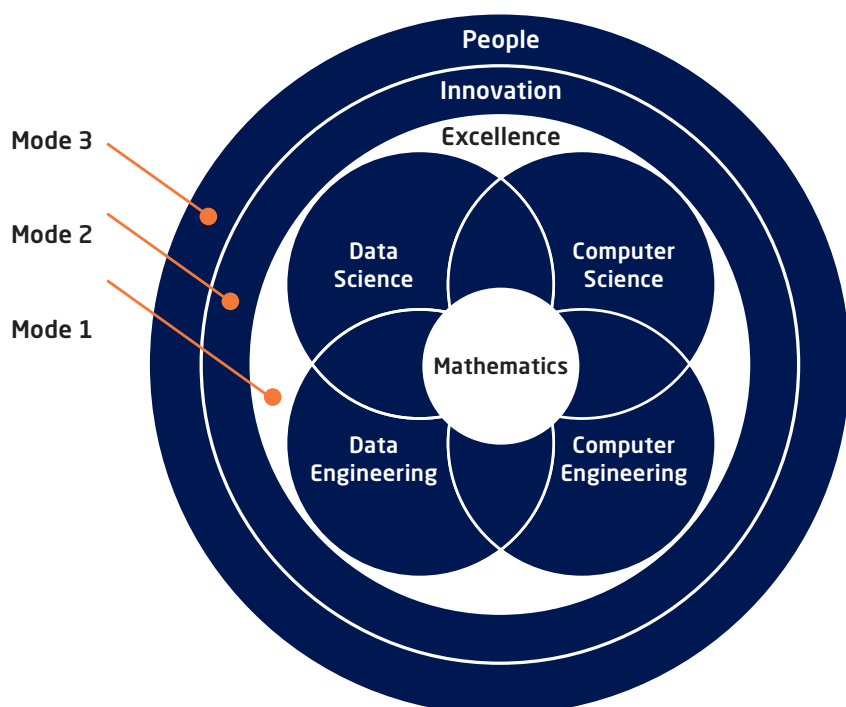 People
Innovation
Excellence
Mode 3
Mode 2
Mode 1
Data
Science
Computer
Science
Mathematics
Data
Engineering
Computer
Engineering